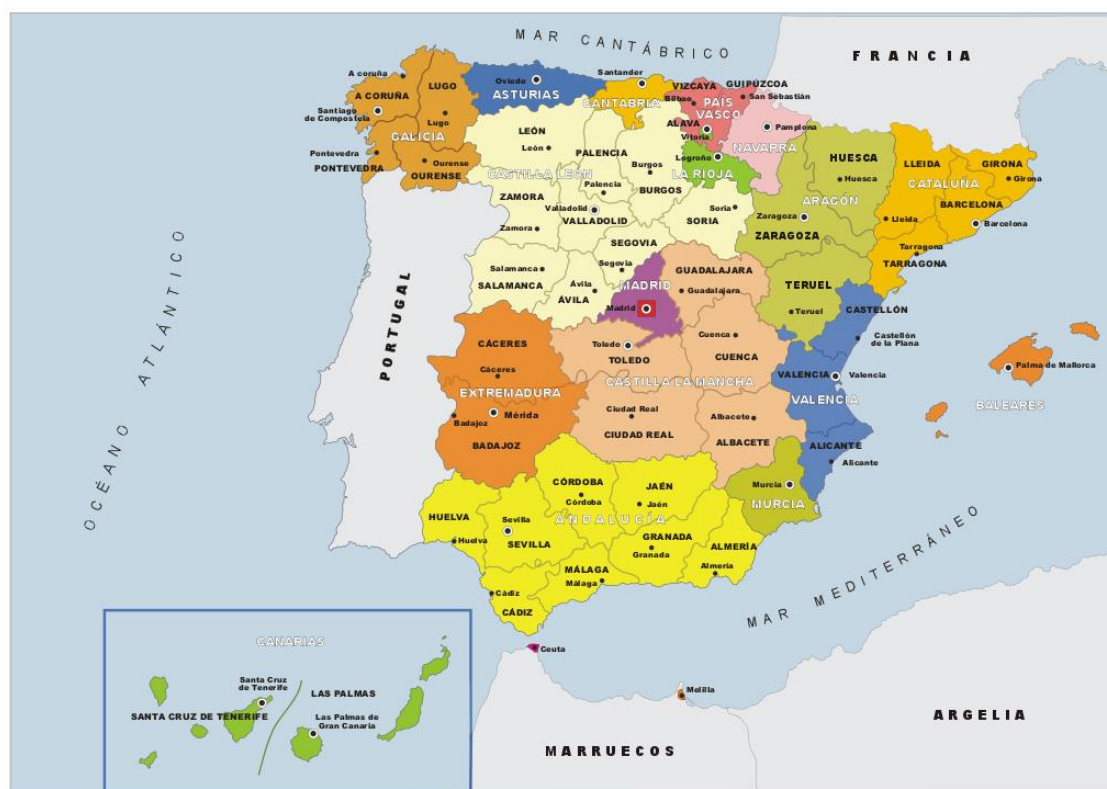 MAR CANTÁBRICO
FRANCIA
A coruña
A CORUÑA
LUGO
Oviedo
ASTURIAS
Santander
CANTABRIA
VIZCAYA
GUIPÚZCOA
Bilbao
San Sebastián
PAÍS
VASCO
Santiago
de Compostela
Lugo
GALICIA
ALAVA
Vitoria
Pamplona
NAVARRA
LEÓN
León
PALENCIA
Pontevedra
PONTEVEDRA
Ourense
OURENSE
CASTILLA LEÓN
Burgos
BURGOS
Palencia
Logroño
LA RIOJA
HUESCA
Huesca
LLEIDA
GIRONA
Girona
CATALUÑA
ARAGÓN
BARCELONA
Barcelona
ZAMORA
Zamora
Valladolid
VALLADOLID
Soria
SORIA
Zaragoza
ZARAGOZA
Lleida
Tarragona
TARRAGONA
SEGOVIA
Segovia
Salamanca
SALAMANCA
Ávila
ÁVILA
MADRID
Madrid
GUADALAJARA
Guadalajara
TERUEL
Teruel
CASTELLÓN
Castellón
de la Plana
OCÉANO ATLÁNTICO
PORTUGAL
CÁCERES
Cáceres
EXTREMADURA
Toledo
TOLEDO
Cuenca
CUENCA
CASTILLA LA MANCHA
VALENCIA
Valencia
VALENCIA
Palma de Mallorca
BALEARES
Badajoz
Mérida
BADAJOZ
Ciudad Real
CIUDAD REAL
Albacete
ALBACETE
ALICANTE
Alicante
CÓRDOBA
Córdoba
JAÉN
Jaén
Murcia
MURCIA
HUELVA
Huelva
Sevilla
SEVILLA
ANDALUCÍA
GRANADA
Granada
ALMERÍA
Almería
MÁLAGA
Málaga
Cádiz
CÁDIZ
MAR MEDITERRÁNEO
Ceuta
Melilla
MARRUECOS
ARGELIA
CANARIAS
Santa Cruz
de Tenerife
SANTA CRUZ DE TENERIFE
LAS PALMAS
Las Palmas de
Gran Canaria